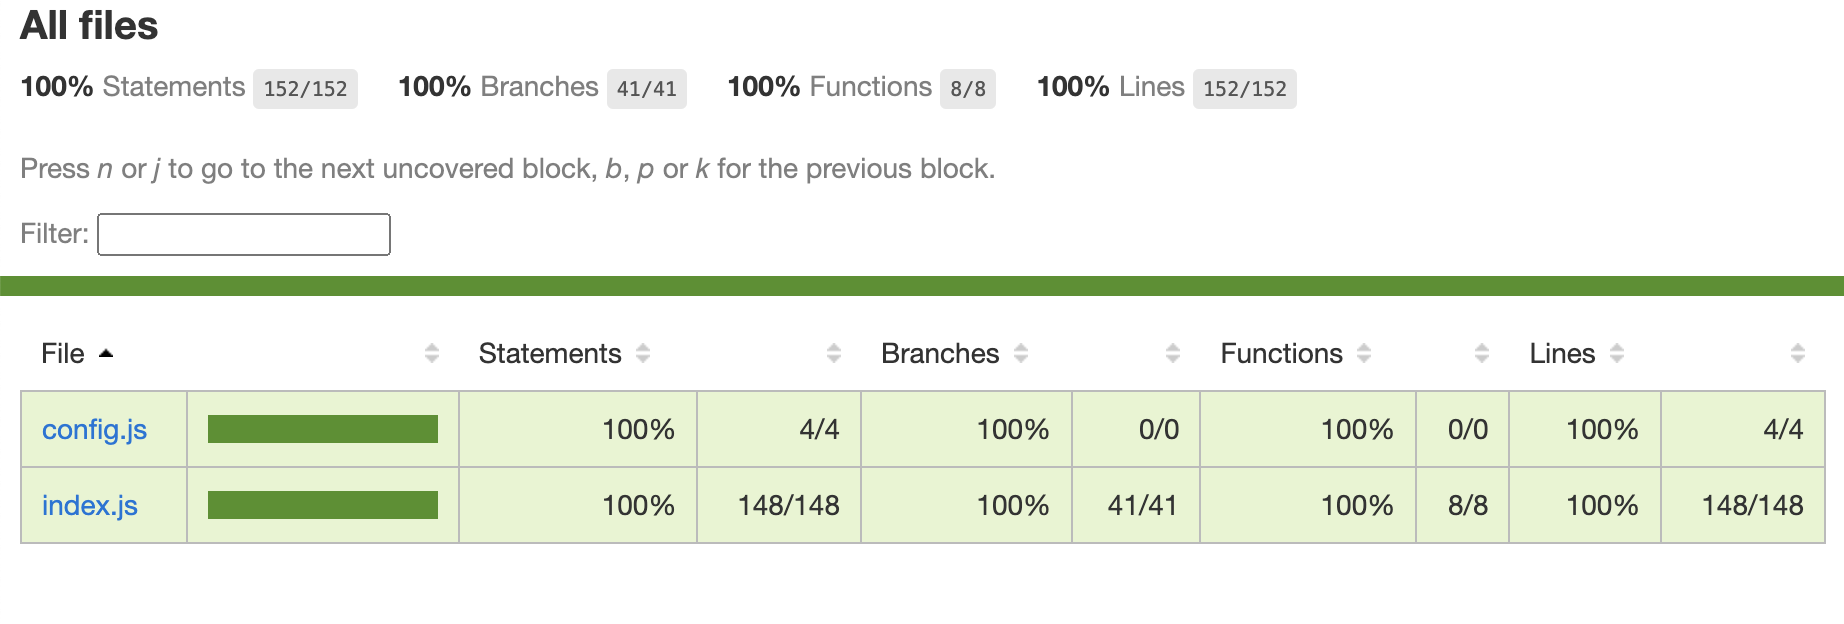 All files
100% Statements 152/152 100% Branches 41/41 100% Functions 8/8 100% Lines 152/152
Press n or j to go to the next uncovered block, b, p or k for the previous block.
Filter:
File Statements Branches Functions Lines
config.js 100% 4/4 100% 0/0 100% 0/0 100% 4/4
index.js 100% 148/148 100% 41/41 100% 8/8 100% 148/148